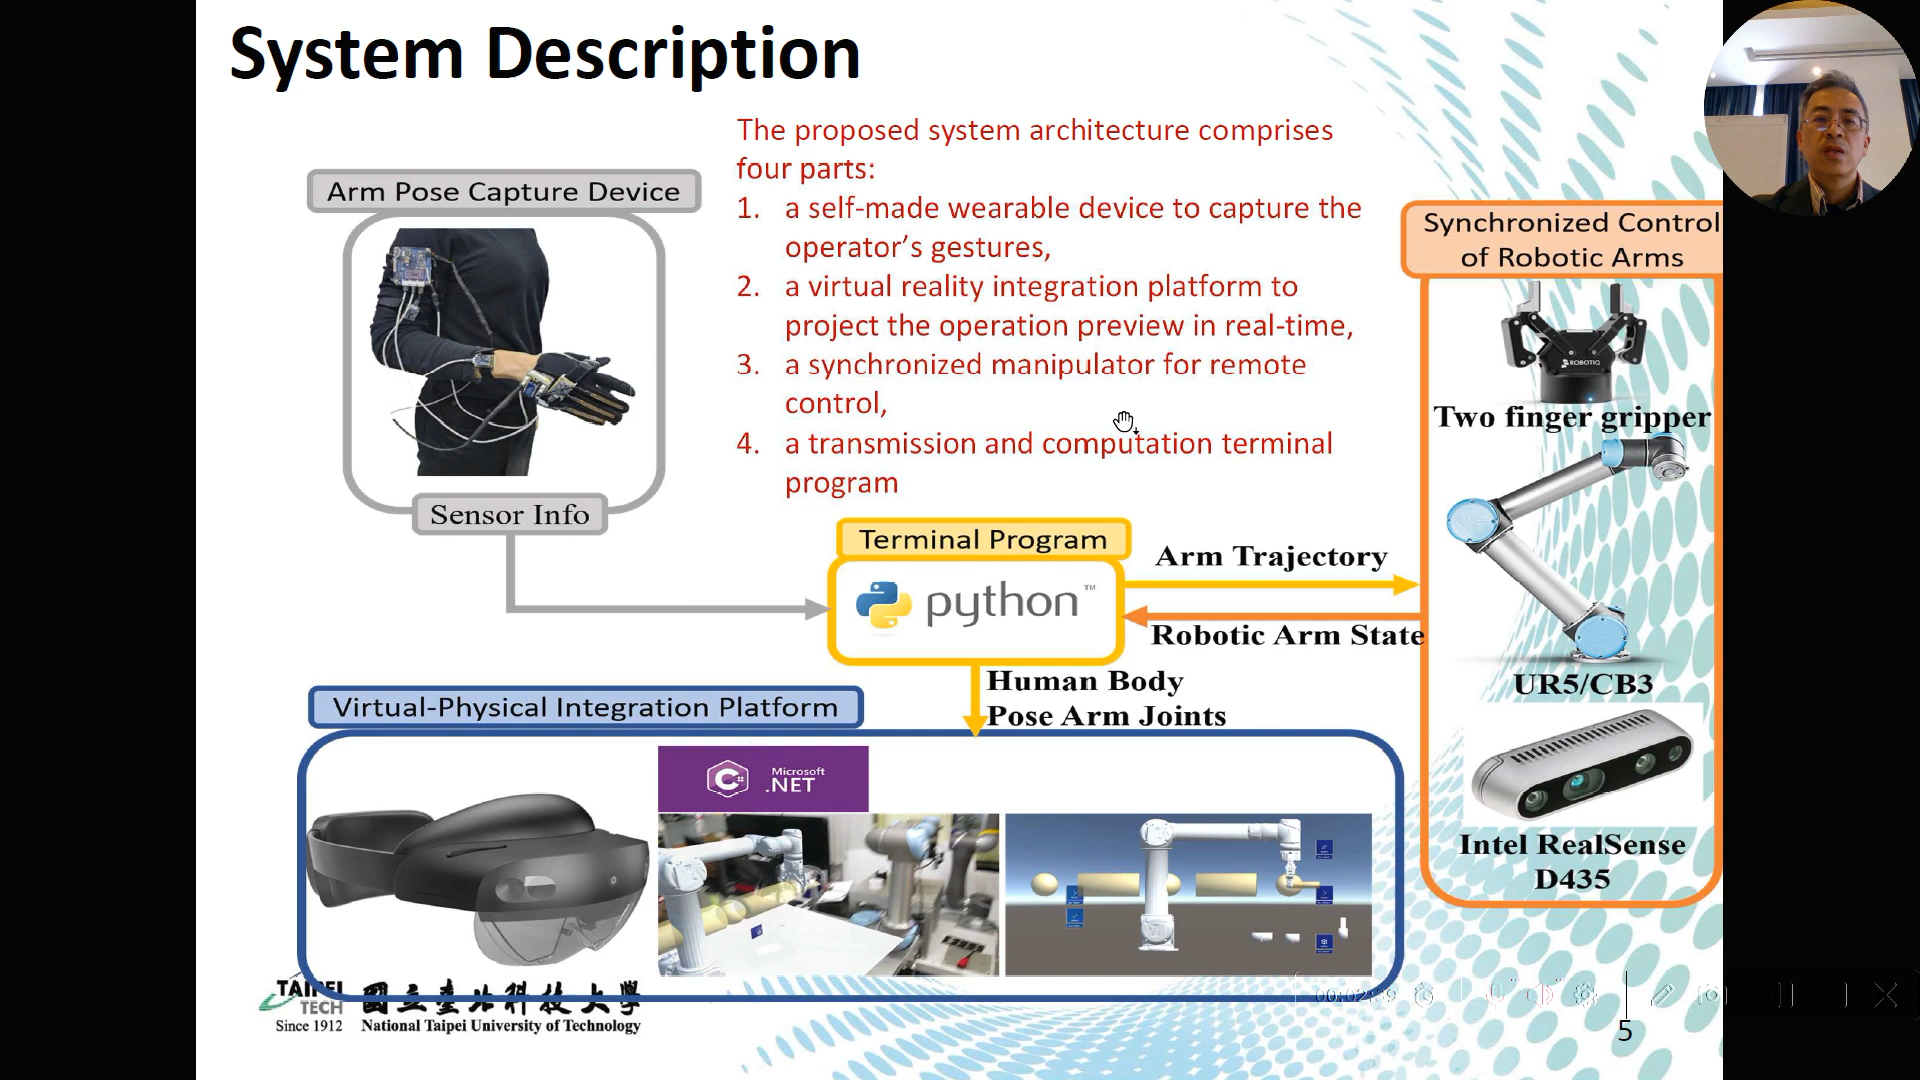 System Description
The proposed system architecture comprises
four parts:
1. a self-made wearable device to capture the
operator's gestures,
2. a virtual reality integration platform to
project the operation preview in real-time,
3. a synchronized manipulator for remote
control,
4. a transmission and computation terminal
program
Arm Pose Capture Device
Sensor Info
Synchronized Control
of Robotic Arms
ROBOTIQ
Two finger gripper
UR5/CB3
Intel RealSense
D435
Terminal Program
python™
Arm Trajectory
Robotic Arm State
Human Body
Pose Arm Joints
Virtual-Physical Integration Platform
C#
Microsoft
.NET
TAIPEI
TECH
Since 1912
國立臺北科技大學
National Taipei University of Technology
5